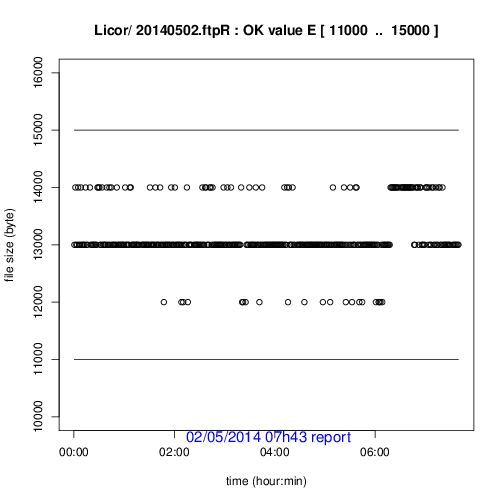 Licor/ 20140502.ftpR : OK value E [ 11000 .. 15000 ]
16000
15000
14000
13000
12000
11000
10000
file size (byte)
02/05/2014 07h43 report
00:00 02:00 04:00 06:00
time (hour:min)